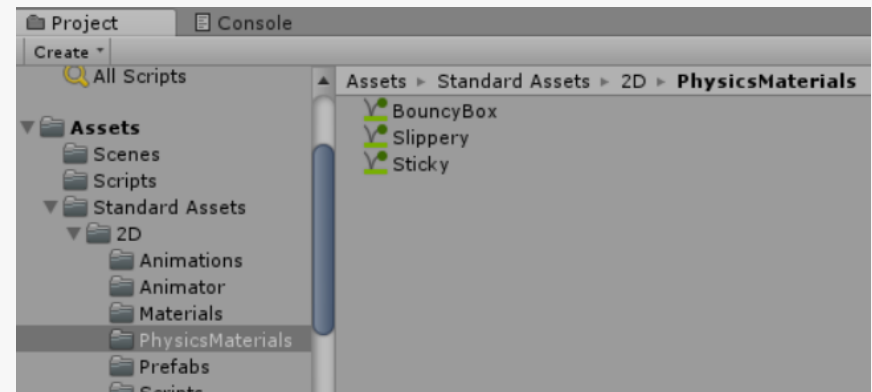 Project
Console
Create
All Scripts
Assets
Scenes
Scripts
Standard Assets
2D
Animations
Animator
Materials
PhysicsMaterials
Prefabs
Scripts
Assets ▸ Standard Assets ▸ 2D ▸ PhysicsMaterials
BouncyBox
Slippery
Sticky